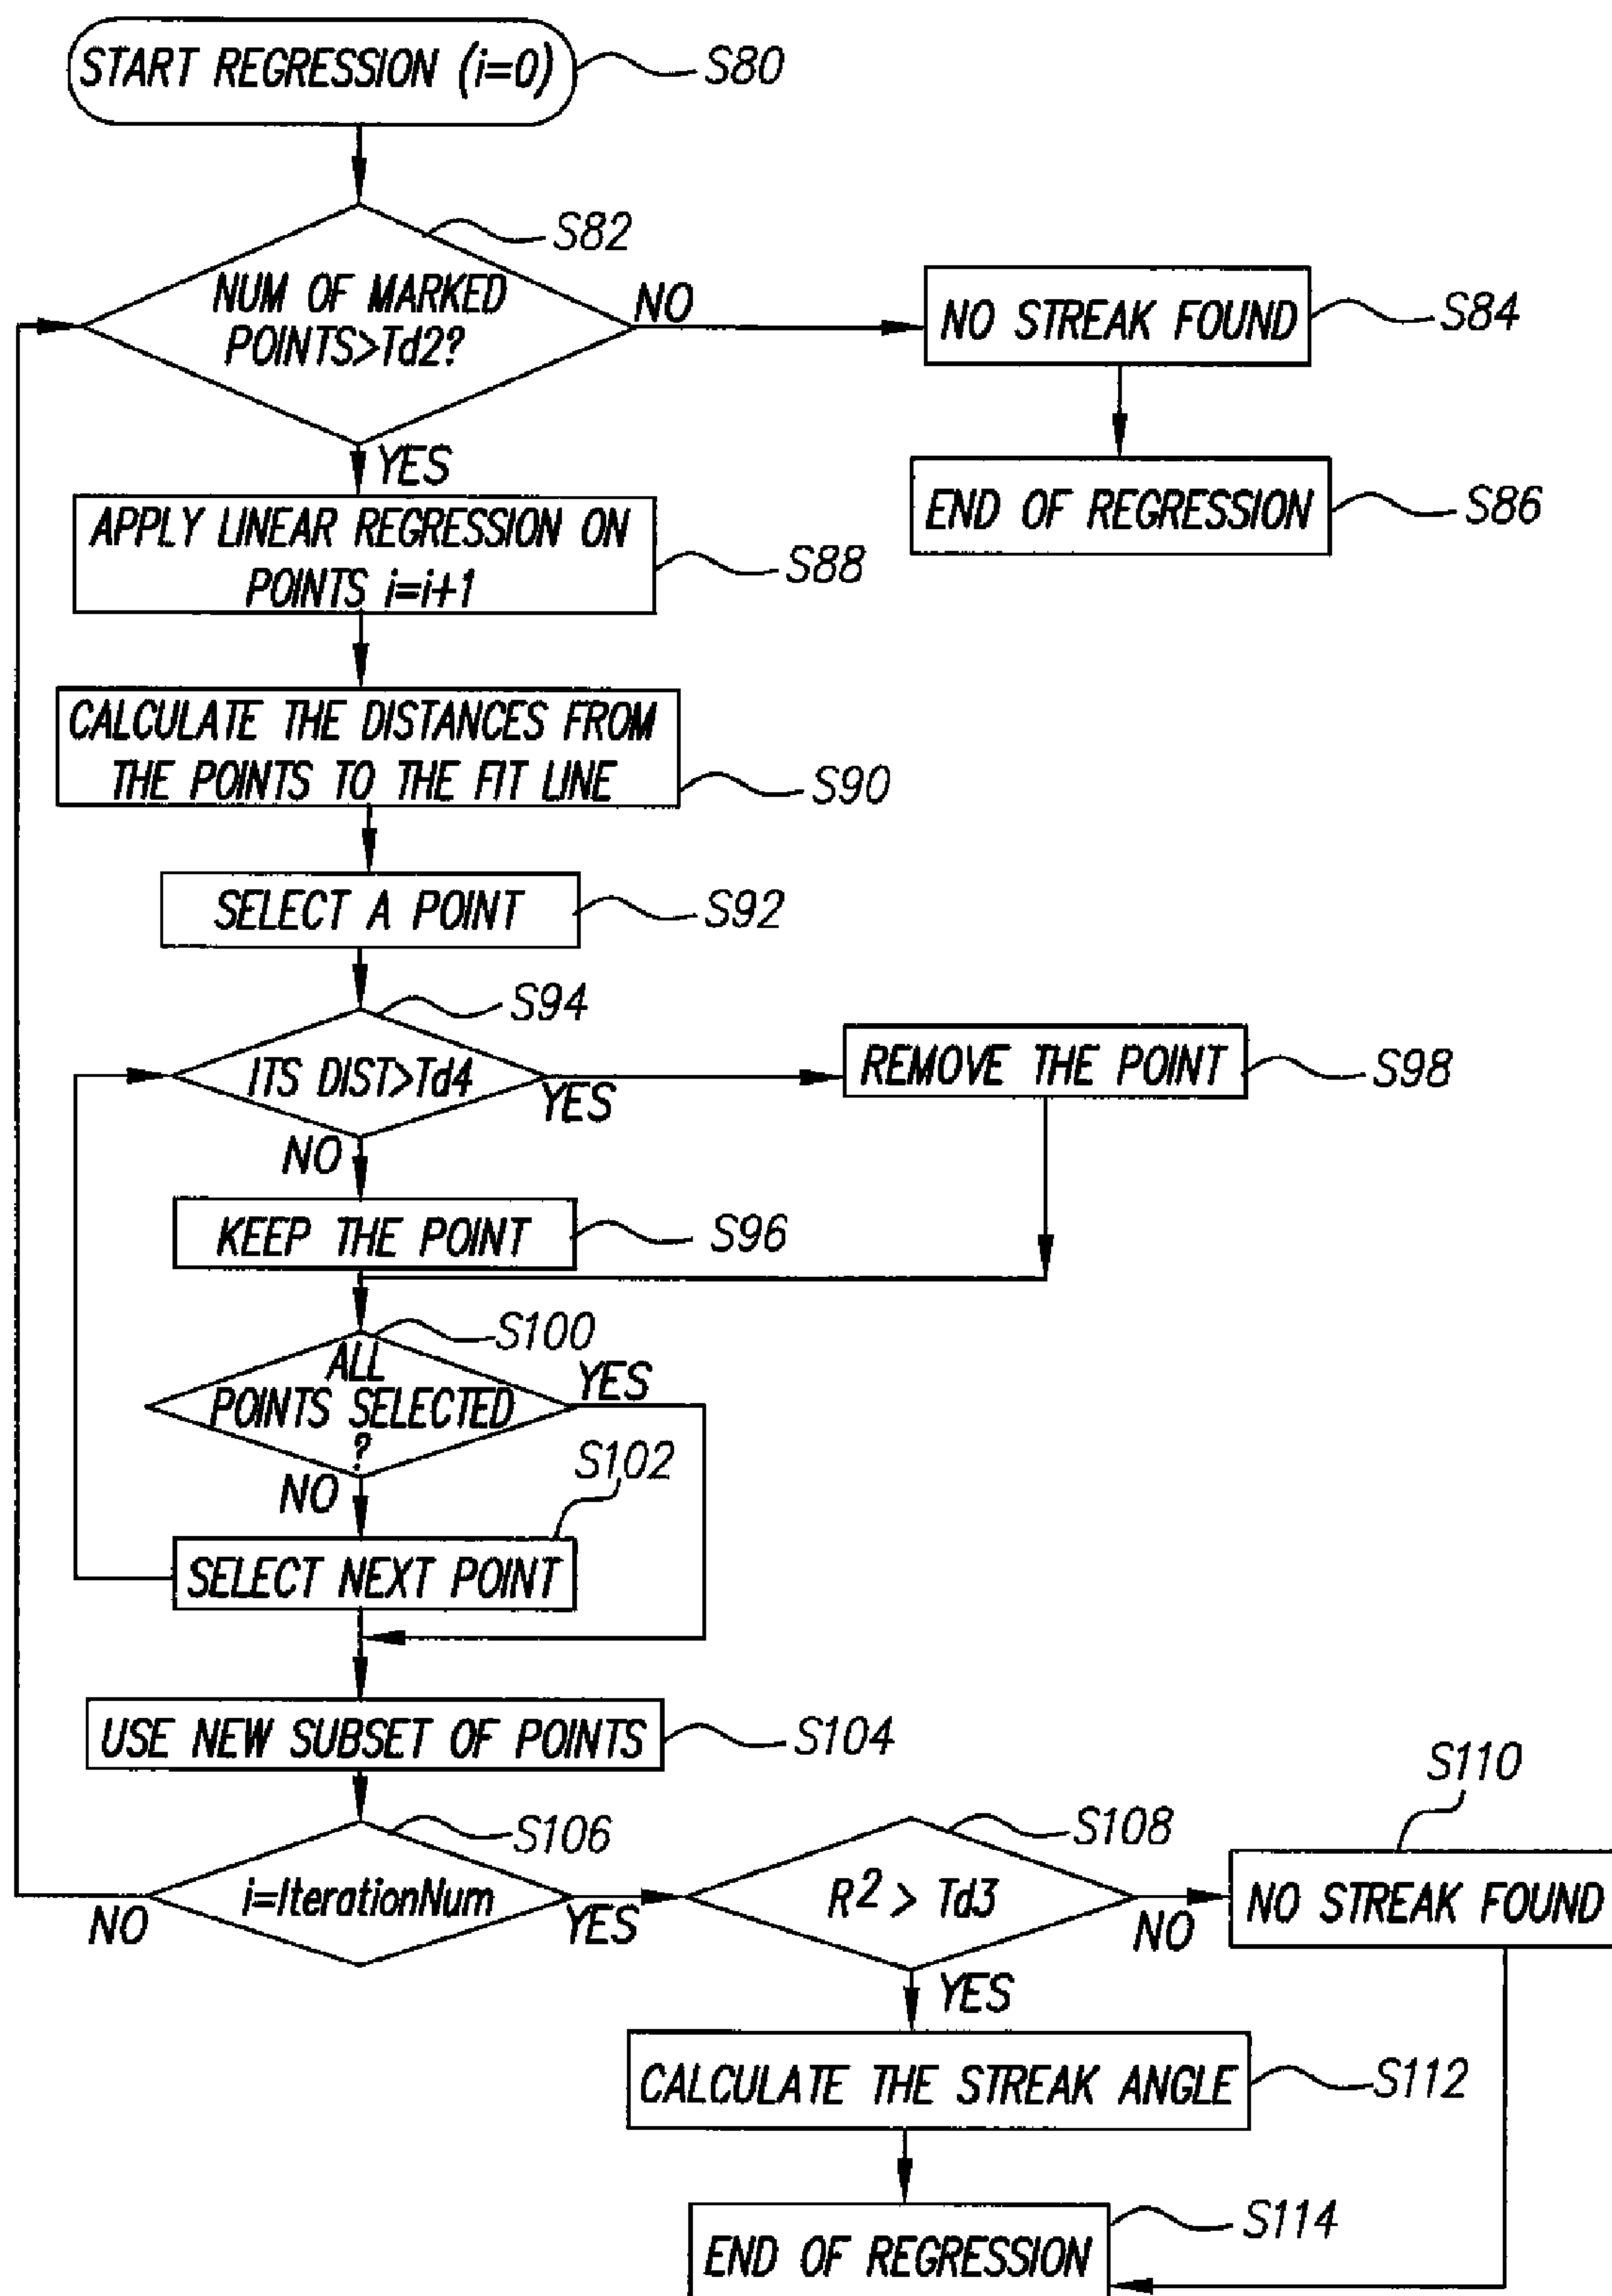 START REGRESSION (i=0)
S80
S82
NUM OF MARKED
POINTS>Td2?
NO
NO STREAK FOUND
S84
YES
END OF REGRESSION
S86
APPLY LINEAR REGRESSION ON
POINTS i=i+1
S88
CALCULATE THE DISTANCES FROM
THE POINTS TO THE FIT LINE
S90
SELECT A POINT
S92
S94
ITS DIST>Td4
YES
REMOVE THE POINT
S98
NO
KEEP THE POINT
S96
S100
ALL
POINTS SELECTED
?
YES
NO
S102
SELECT NEXT POINT
USE NEW SUBSET OF POINTS
S104
S106
i=IterationNum
NO
YES
S108
R² > Td3
NO
S110
NO STREAK FOUND
YES
CALCULATE THE STREAK ANGLE
S112
END OF REGRESSION
S114